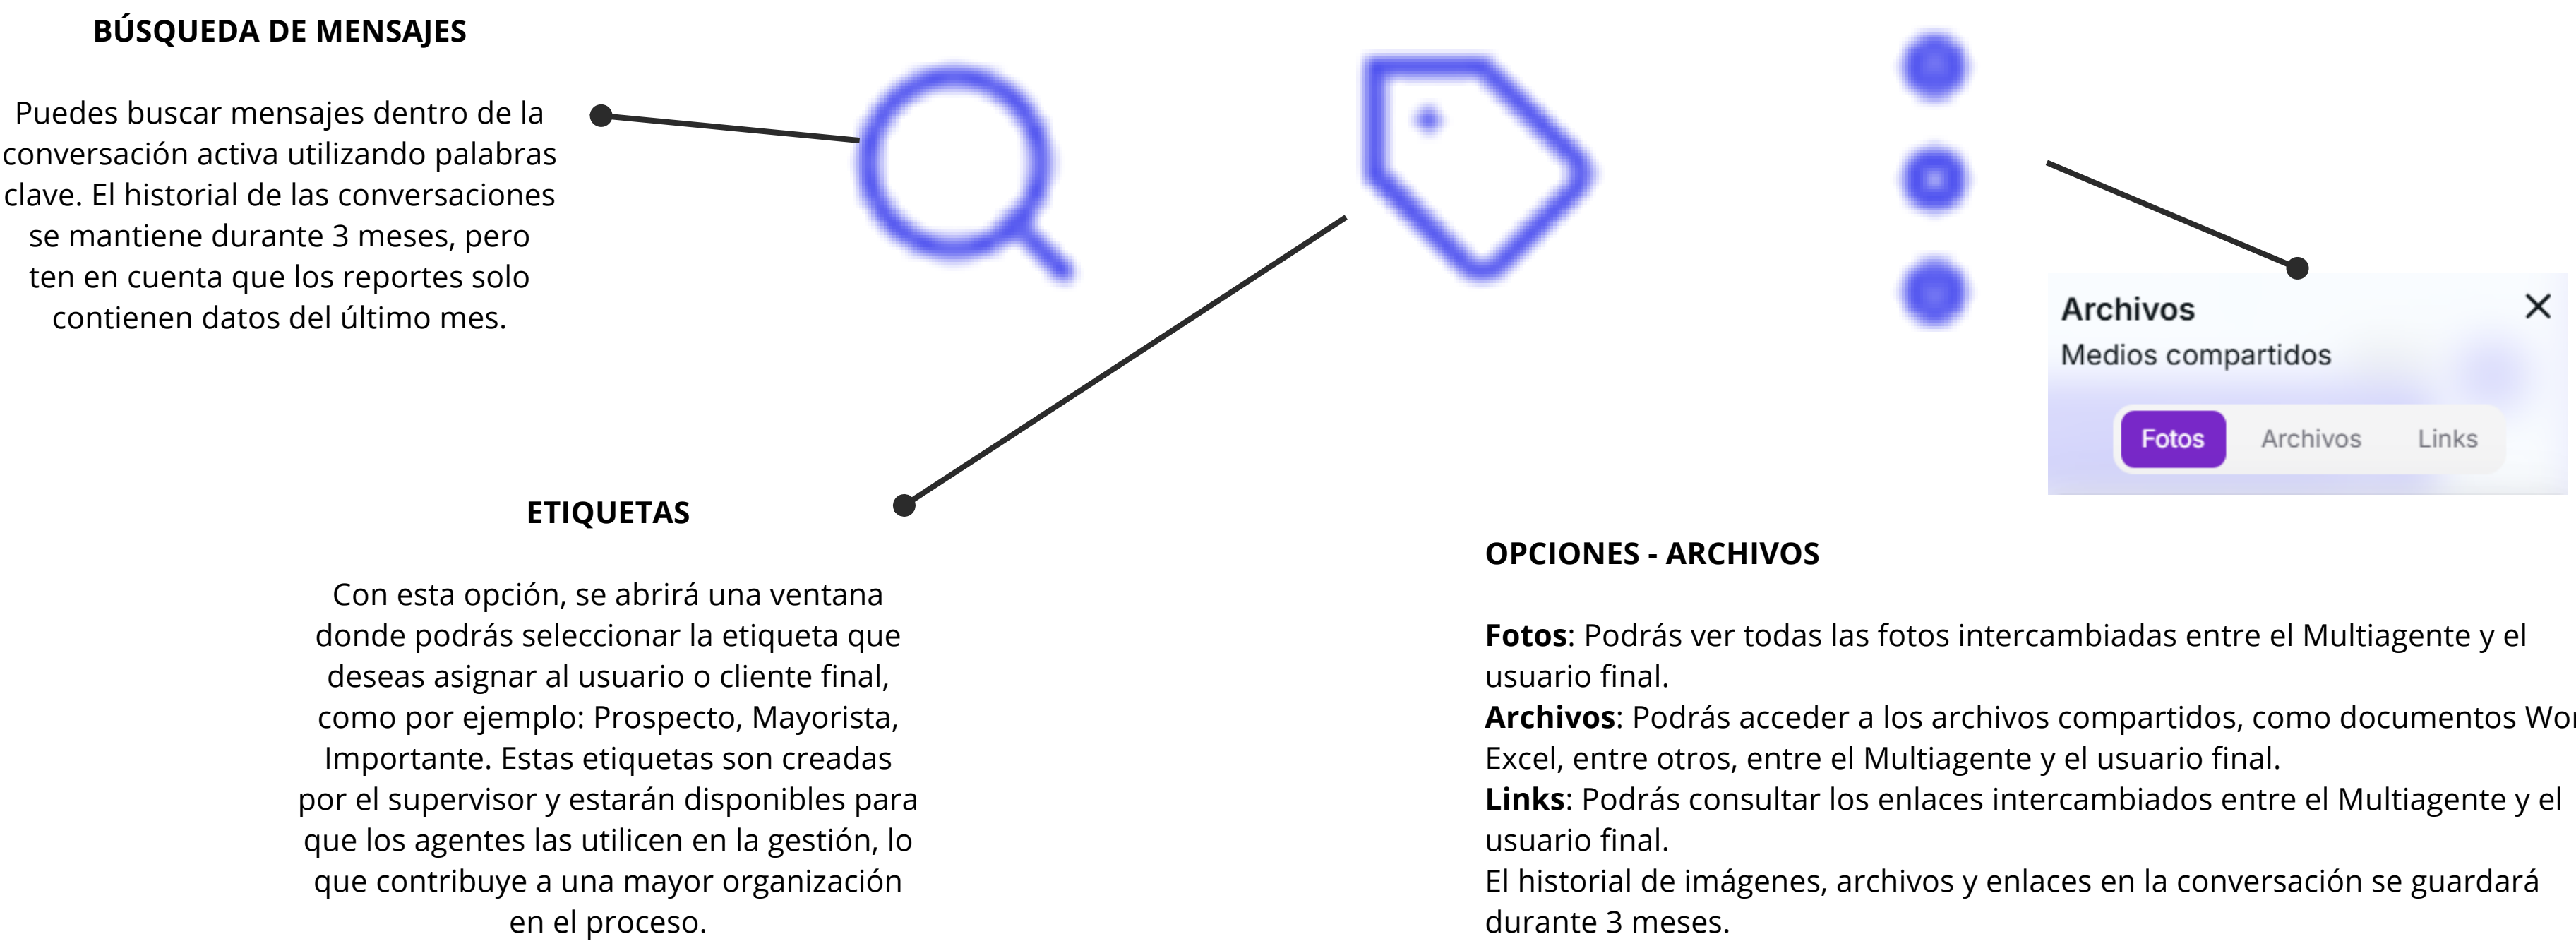 BÚSQUEDA DE MENSAJES
Puedes buscar mensajes dentro de la
conversación activa utilizando palabras
clave. El historial de las conversaciones
se mantiene durante 3 meses, pero
ten en cuenta que los reportes solo
contienen datos del último mes.
Archivos
Medios compartidos
Fotos
Archivos
Links
ETIQUETAS
Con esta opción, se abrirá una ventana
donde podrás seleccionar la etiqueta que
deseas asignar al usuario o cliente final,
como por ejemplo: Prospecto, Mayorista,
Importante. Estas etiquetas son creadas
por el supervisor y estarán disponibles para
que los agentes las utilicen en la gestión, lo
que contribuye a una mayor organización
en el proceso.
OPCIONES - ARCHIVOS
Fotos: Podrás ver todas las fotos intercambiadas entre el Multiagente y el
usuario final.
Archivos: Podrás acceder a los archivos compartidos, como documentos
Excel, entre otros, entre el Multiagente y el usuario final.
Links: Podrás consultar los enlaces intercambiados entre el Multiagente y el
usuario final.
El historial de imágenes, archivos y enlaces en la conversación se guardará
durante 3 meses.